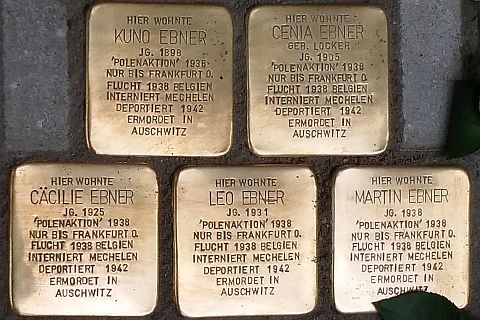 HIER WOHNTE
KUNO EBNER
JG. 1898
'POLENAKTION' 1938
NUR BIS FRANKFURT O.
FLUCHT 1938 BELGIEN
INTERNIERT MECHELEN
DEPORTIERT 1942
ERMORDET IN
AUSCHWITZ
HIER WOHNTE
CENIA EBNER
GEB. LOCKER
JG. 1905
'POLENAKTION' 1938
NUR BIS FRANKFURT O.
FLUCHT 1938 BELGIEN
INTERNIERT MECHELEN
DEPORTIERT 1942
ERMORDET IN
AUSCHWITZ
HIER WOHNTE
CÄCILIE EBNER
JG. 1925
'POLENAKTION' 1938
NUR BIS FRANKFURT O.
FLUCHT 1938 BELGIEN
INTERNIERT MECHELEN
DEPORTIERT 1942
ERMORDET IN
AUSCHWITZ
HIER WOHNTE
LEO EBNER
JG. 1931
'POLENAKTION' 1938
NUR BIS FRANKFURT O.
FLUCHT 1938 BELGIEN
INTERNIERT MECHELEN
DEPORTIERT 1942
ERMORDET IN
AUSCHWITZ
HIER WOHNTE
MARTIN EBNER
JG. 1938
'POLENAKTION' 1938
NUR BIS FRANKFURT O.
FLUCHT 1938 BELGIEN
INTERNIERT MECHELEN
DEPORTIERT 1942
ERMORDET IN
AUSCHWITZ